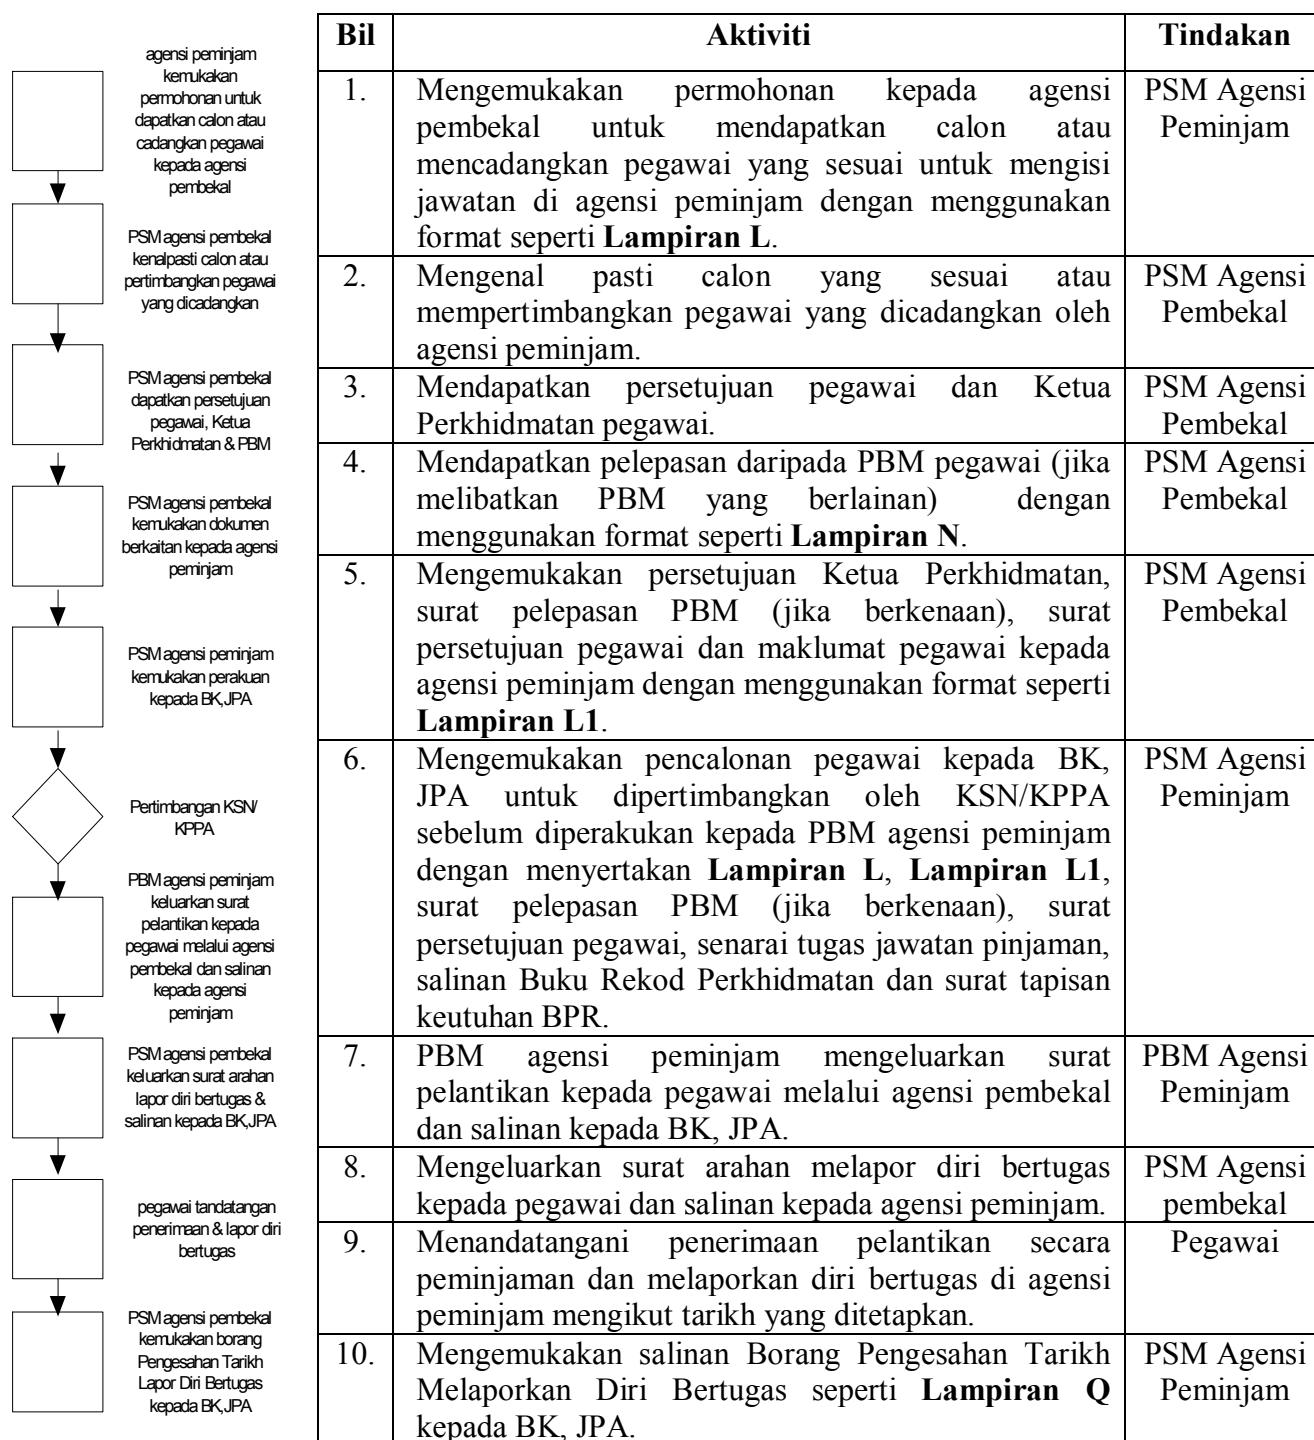 agensi peminjam
kemukakan
permohonan untuk
dapatkan calon atau
cadangkan pegawai
kepada agensi
pembekal
PSM agensi pembekal
kenalpasti calon atau
pertimbangkan pegawai
yang dicadangkan
PSM agensi pembekal
dapatkan persetujuan
pegawai, Ketua
Perkhidmatan & PBM
PSM agensi pembekal
kemukakan dokumen
berkaitan kepada agensi
peminjam
PSM agensi peminjam
kemukakan perakuan
kepada BK,JPA
Pertimbangan KSN/
KPPA
PBM agensi peminjam
keluarkan surat
pelantikan kepada
pegawai melalui agensi
pembekal dan salinan
kepada agensi
peminjam
PSM agensi pembekal
keluarkan surat arahan
lapor diri bertugas &
salinan kepada BK,JPA
pegawai tandatangan
penerimaan & lapor diri
bertugas
PSM agensi pembekal
kemukakan borang
Pengesahan Tarikh
Lapor Diri Bertugas
kepada BK,JPA
Bil Aktiviti Tindakan
1. Mengemukakan permohonan kepada agensi PSM Agensi
pembekal untuk mendapatkan calon atau Peminjam
mencadangkan pegawai yang sesuai untuk mengisi
jawatan di agensi peminjam dengan menggunakan
format seperti Lampiran L.
2. Mengenal pasti calon yang sesuai atau PSM Agensi
mempertimbangkan pegawai yang dicadangkan oleh Pembekal
agensi peminjam.
3. Mendapatkan persetujuan pegawai dan Ketua PSM Agensi
Perkhidmatan pegawai. Pembekal
4. Mendapatkan pelepasan daripada PBM pegawai (jika PSM Agensi
melibatkan PBM yang berlainan) dengan Pembekal
menggunakan format seperti Lampiran N.
5. Mengemukakan persetujuan Ketua Perkhidmatan, PSM Agensi
surat pelepasan PBM (jika berkenaan), surat Pembekal
persetujuan pegawai dan maklumat pegawai kepada
agensi peminjam dengan menggunakan format seperti
Lampiran L1.
6. Mengemukakan pencalonan pegawai kepada BK, PSM Agensi
JPA untuk dipertimbangkan oleh KSN/KPPA Peminjam
sebelum diperakukan kepada PBM agensi peminjam
dengan menyertakan Lampiran L, Lampiran L1,
surat pelepasan PBM (jika berkenaan), surat
persetujuan pegawai, senarai tugas jawatan pinjaman,
salinan Buku Rekod Perkhidmatan dan surat tapisan
keutuhan BPR.
7. PBM agensi peminjam mengeluarkan surat PBM Agensi
pelantikan kepada pegawai melalui agensi pembekal Peminjam
dan salinan kepada BK, JPA.
8. Mengeluarkan surat arahan melapor diri bertugas PSM Agensi
kepada pegawai dan salinan kepada agensi peminjam. pembekal
9. Menandatangani penerimaan pelantikan secara Pegawai
peminjaman dan melaporkan diri bertugas di agensi
peminjam mengikut tarikh yang ditetapkan.
10. Mengemukakan salinan Borang Pengesahan Tarikh PSM Agensi
Melaporkan Diri Bertugas seperti Lampiran Q Peminjam
kepada BK, JPA.